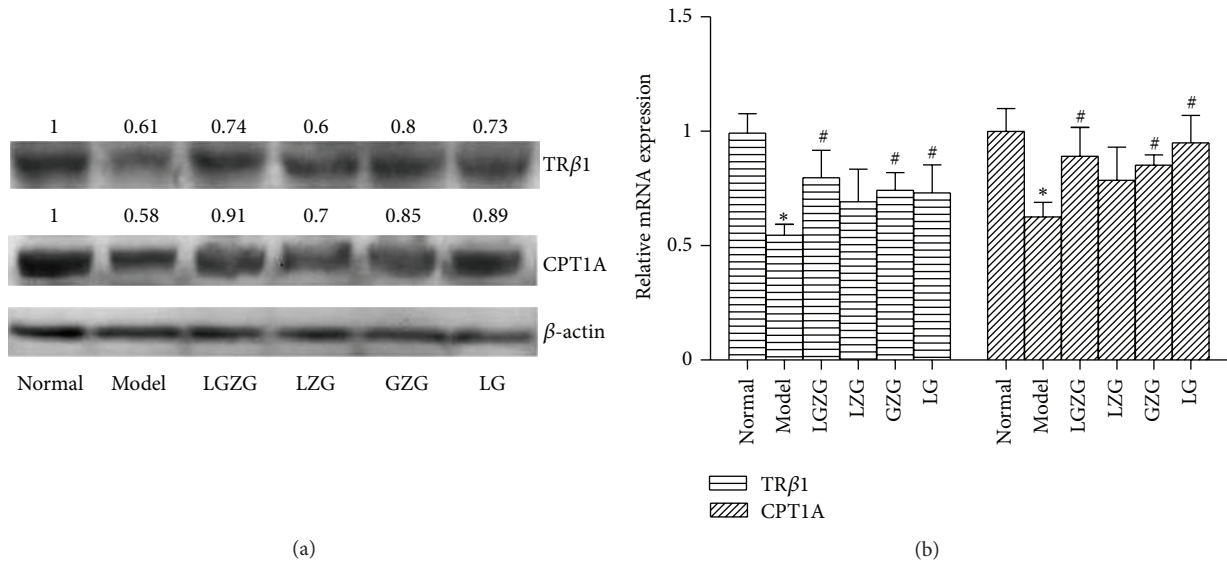 1 0.61 0.74 0.6 0.8 0.73
TRβ1
1 0.58 0.91 0.7 0.85 0.89
CPT1A
β-actin
Normal Model LGZG LZG GZG LG
(a)
Relative mRNA expression
1.5
1
0.5
0
* # # #
* # # #
Normal Model LGZG LZG GZG LG Normal Model LGZG LZG GZG LG
TRβ1
CPT1A
(b)